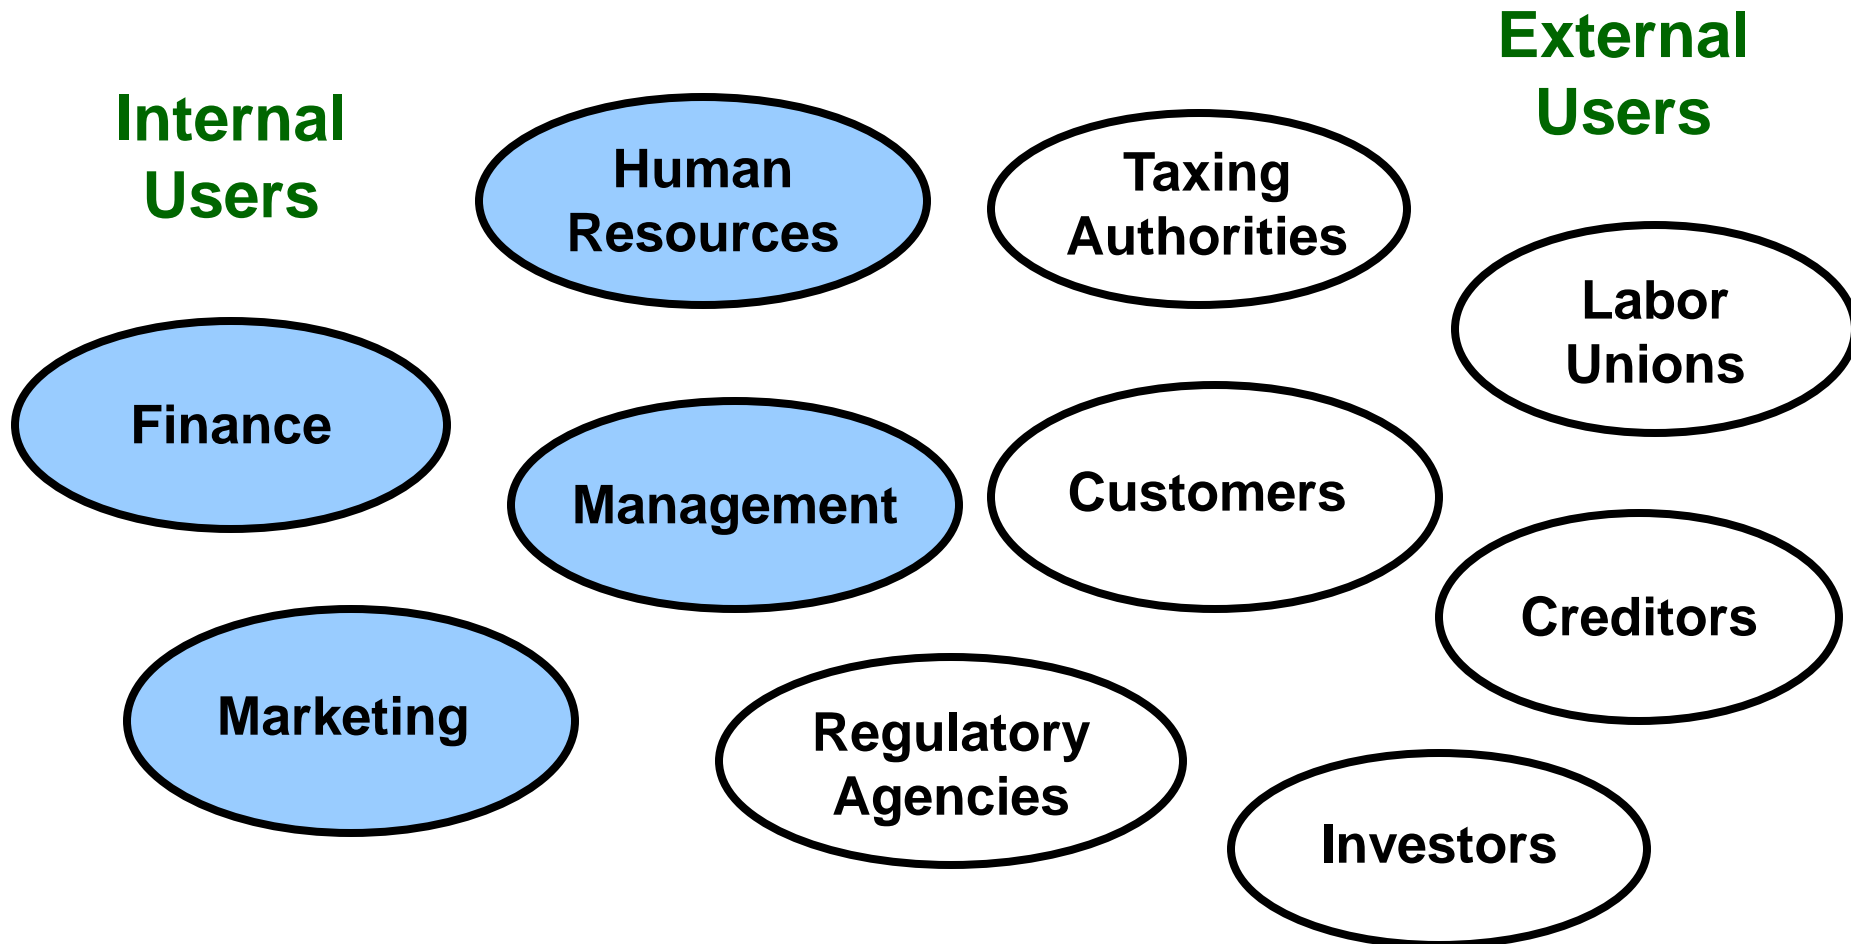 Internal
Users
External
Users
Human
Resources
Taxing
Authorities
Labor
Unions
Finance
Management
Customers
Creditors
Marketing
Regulatory
Agencies
Investors